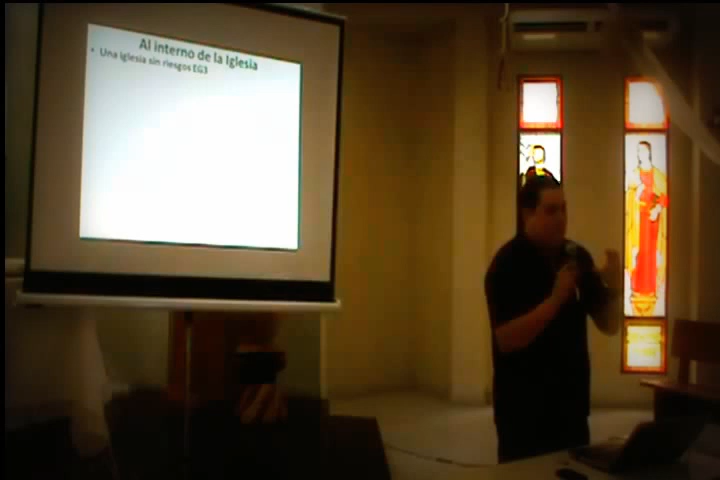 Al interno de la Iglesia
• Una iglesia sin riesgos EG3